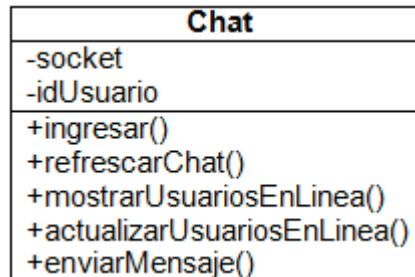 Chat
-socket
-idUsuario
+ingresar()
+refrescarChat()
+mostrarUsuariosEnLinea()
+actualizarUsuariosEnLinea()
+enviarMensaje()